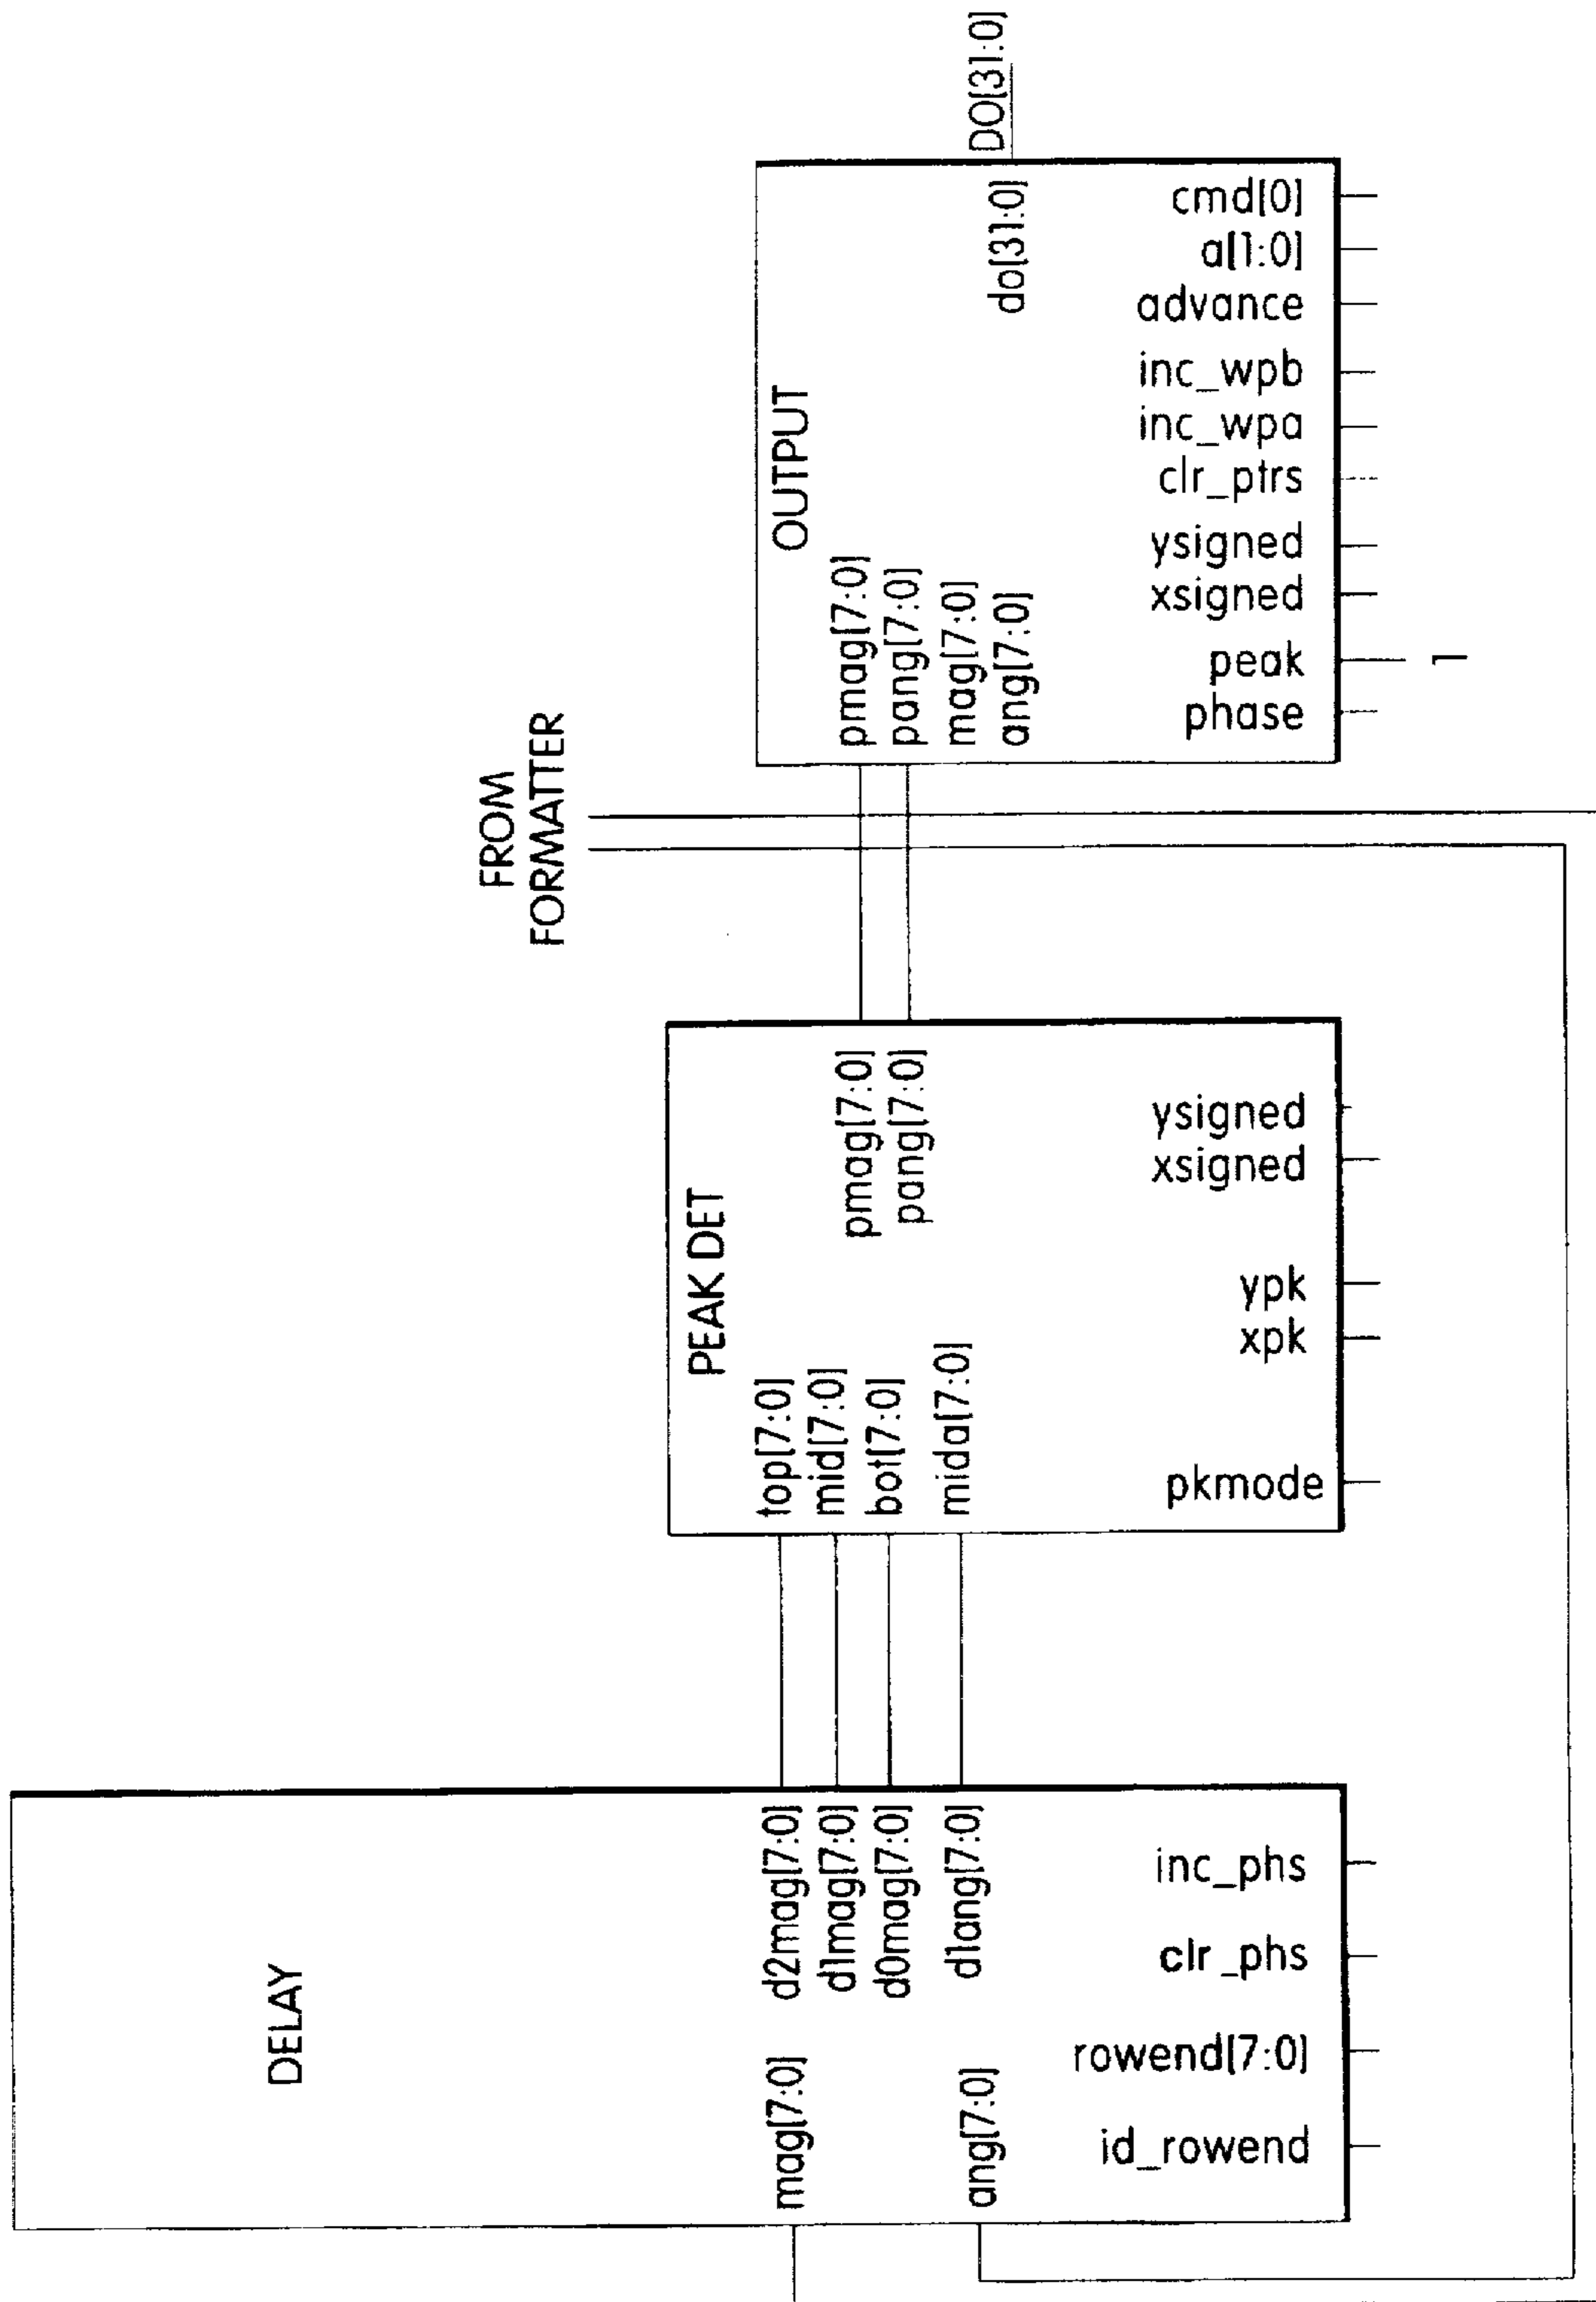 DELAY
mag[7:0]
ang[7:0]
d2mag[7:0]
d1mag[7:0]
d0mag[7:0]
d1ang[7:0]
id_rowend
rowend[7:0]
clr_phs
inc_phs
PEAK DET
top[7:0]
mid[7:0]
bot[7:0]
mida[7:0]
pmag[7:0]
pang[7:0]
pkmode
xpk
ypk
xsigned
ysigned
FROM
FORMATTER
OUTPUT
pmag[7:0]
pang[7:0]
mag[7:0]
ang[7:0]
do[31:0]
DO[31:0]
phase
peak
xsigned
ysigned
clr_ptrs
inc_wpa
inc_wpb
advance
a[1:0]
cmd[0]
1